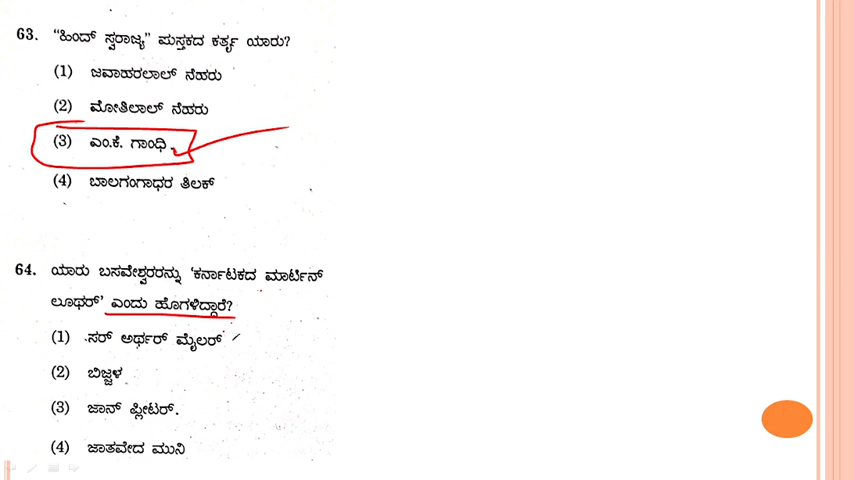 63. "ಹಿಂದ್ ಸ್ವರಾಜ್ಯ" ಪುಸ್ತಕದ ಕರ್ತೃ ಯಾರು?
(1) ಜವಾಹರಲಾಲ್ ನೆಹರು
(2) ಮೋತಿಲಾಲ್ ನೆಹರು
(3) ಎಂ.ಕೆ. ಗಾಂಧಿ
(4) ಬಾಲಗಂಗಾಧರ ತಿಲಕ್
64. ಯಾರು ಬಸವೇಶ್ವರರನ್ನು 'ಕರ್ನಾಟಕದ ಮಾರ್ಟಿನ್
ಲೂಥರ್' ಎಂದು ಹೊಗಳಿದ್ದಾರೆ?
(1) ಸರ್ ಅರ್ಥರ್ ಮೈಲರ್
(2) ಬಿಜ್ಜಳ
(3) ಜಾನ್ ಪ್ಲೀಟರ್.
(4) ಜಾತವೇದ ಮುನಿ